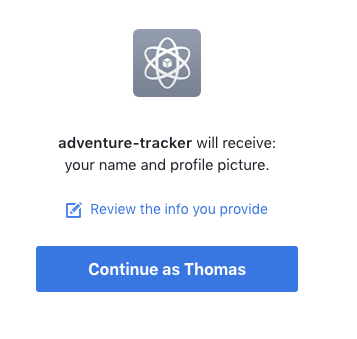 adventure-tracker will receive:
your name and profile picture.
Review the info you provide
Continue as Thomas